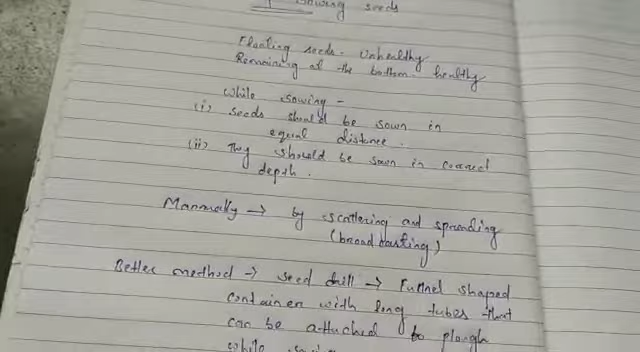 Sowing seeds
Floating seeds - Unhealthy
Remaining at the bottom - healthy
While sowing -
(i) seeds should be sown in
equal distance.
(ii) They should be sown in correct
depth.
Manually → by scattering and spreading
(broadcasting)
Better method → seed drill → Funnel shaped
container with long tubes that
can be attached to plough
while